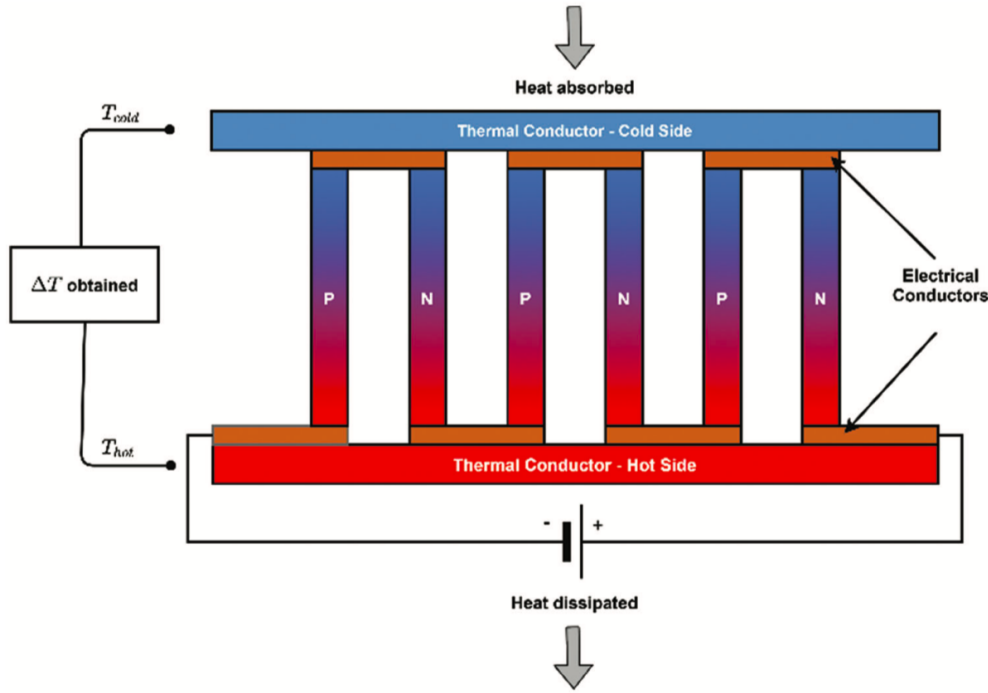 Heat absorbed
T_cold
Thermal Conductor - Cold Side
ΔT obtained
P
N
P
N
P
N
Electrical
Conductors
T_hot
Thermal Conductor - Hot Side
- +
Heat dissipated